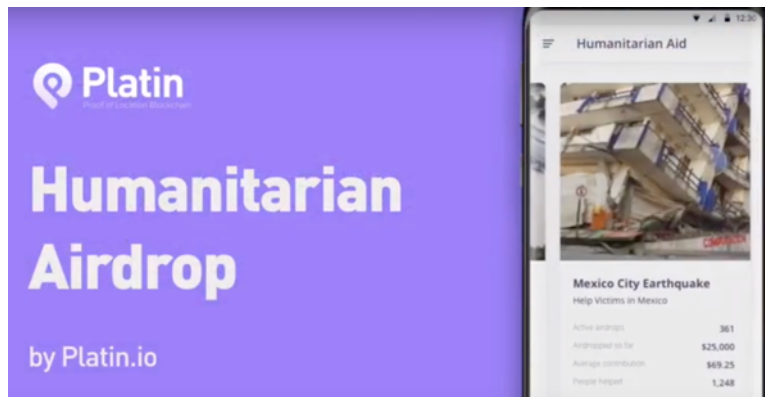 Platin
Proof of Location Blockchain
Humanitarian
Airdrop
by Platin.io
12:30
Humanitarian Aid
Mexico City Earthquake
Help Victims in Mexico
Active airdrops 361
Airdropped so far $25,000
Average contribution $69.25
People helped 1,248